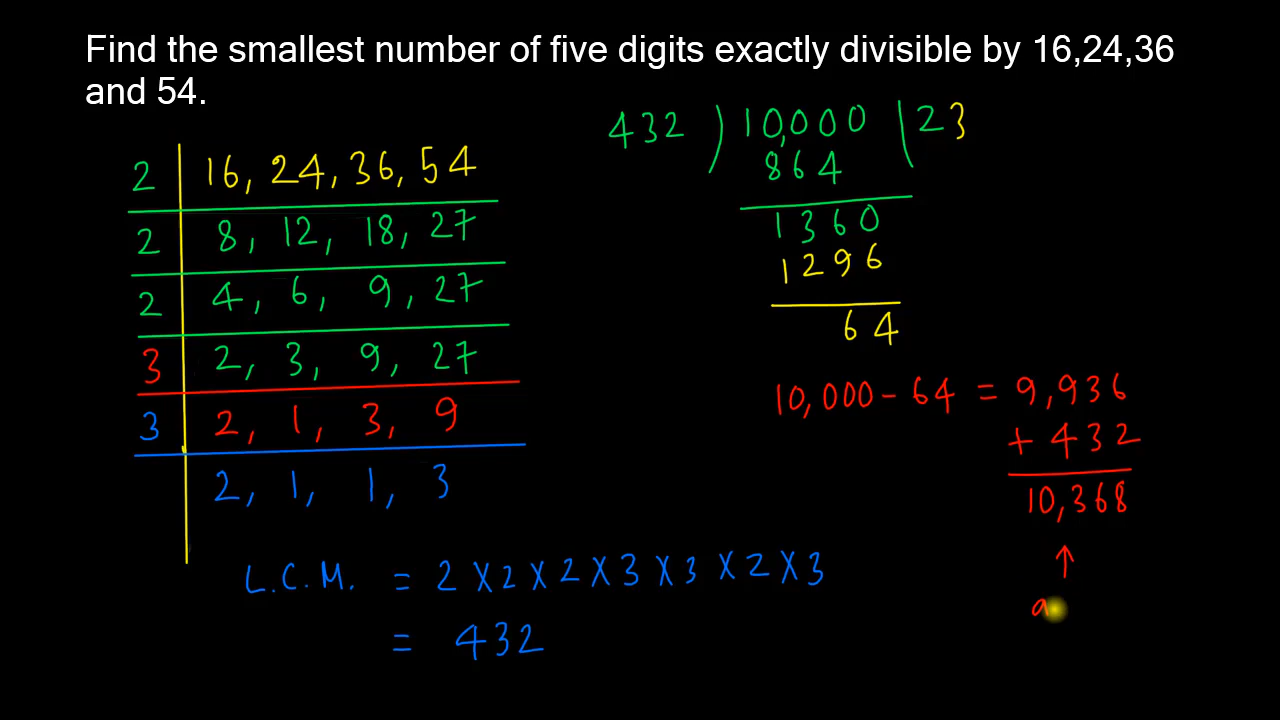 Find the smallest number of five digits exactly divisible by 16,24,36
and 54.
2 | 16, 24, 36, 54
2 | 8, 12, 18, 27
2 | 4, 6, 9, 27
3 | 2, 3, 9, 27
3 | 2, 1, 3, 9
2, 1, 1, 3
L.C.M. = 2 X 2 X 2 X 3 X 3 X 2 X 3
= 432
432 ) 10,000 ( 23
864
1360
1296
64
10,000 - 64 = 9,936
+ 432
10,368
↑
a